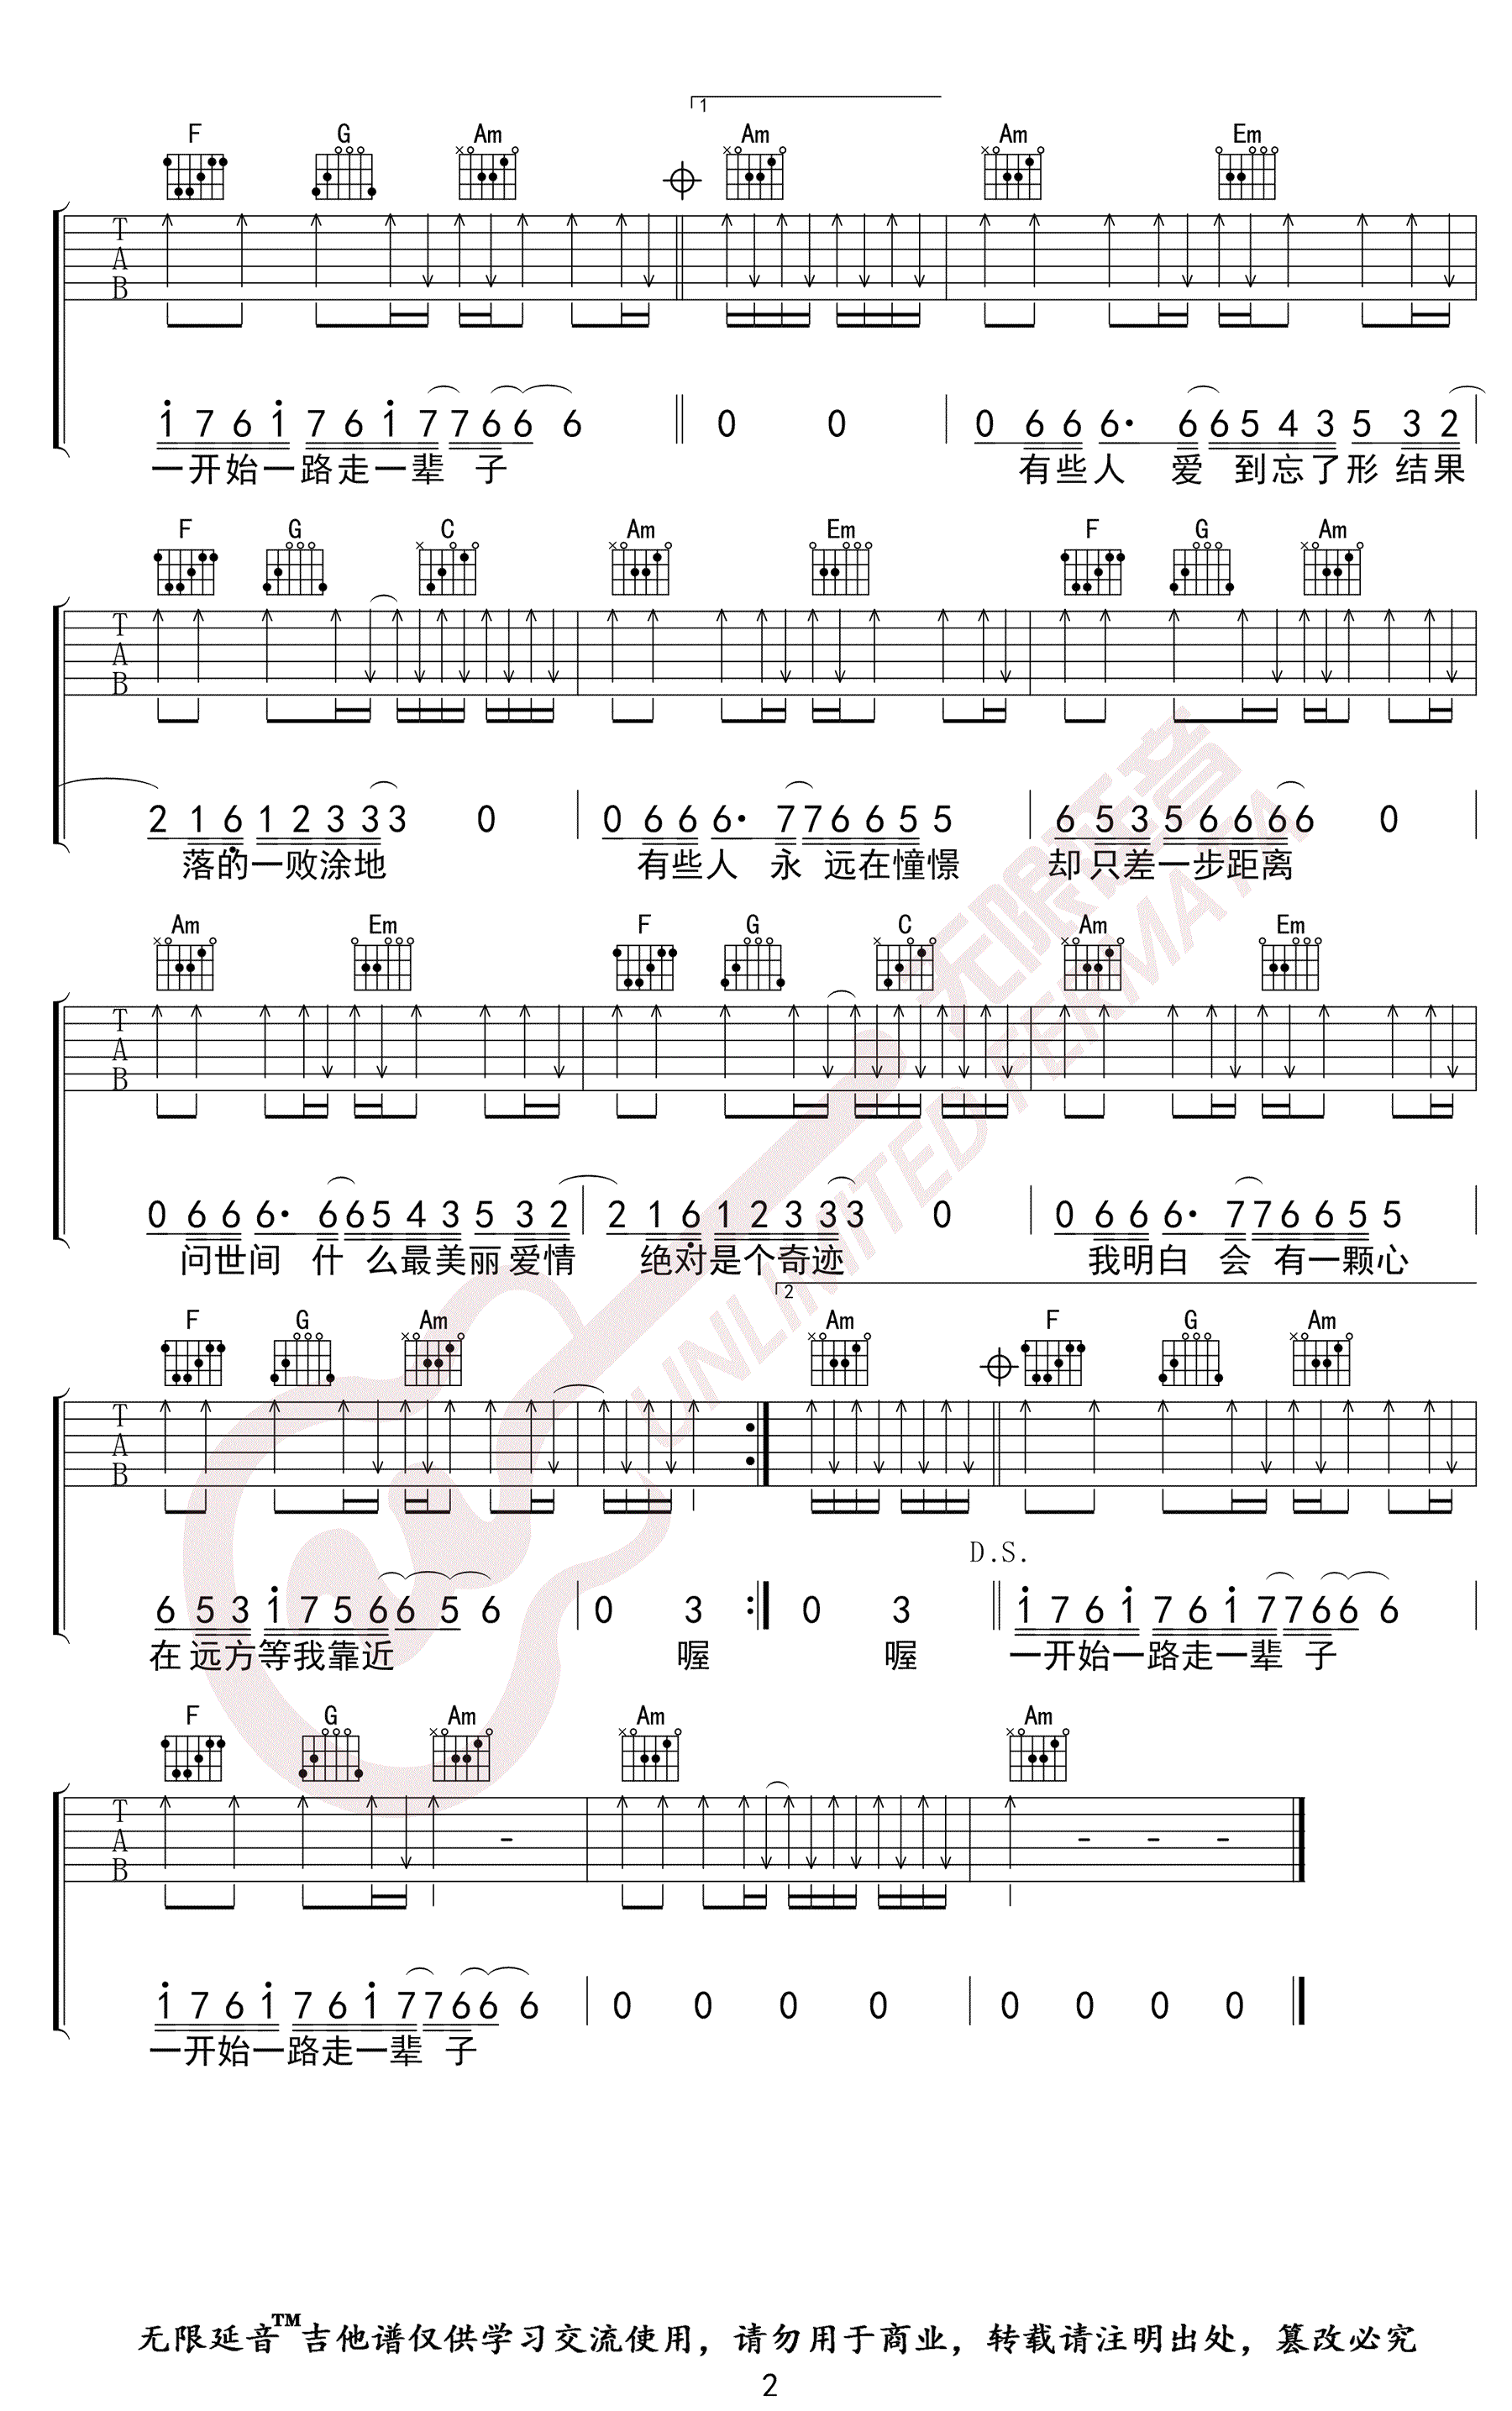 1
F G Am Am Am Em
T
A
B
1 7 6 1 7 6 1 7 7 6 6 6 0 0 0 6 6 6· 6 6 5 4 3 5 3 2
一开始一路走一辈 子 有些人 爱 到忘了形 结果
F G C Am Em F G Am
T
A
B
2 1 6 1 2 3 3 3 0 0 6 6 6· 7 7 6 6 5 5 6 5 3 5 6 6 6 6 0
落的一败涂地 有些人 永 远在憧憬 却只差一步距离
Am Em F G C Am Em
T
A
B
0 6 6 6· 6 6 5 4 3 5 3 2 2 1 6 1 2 3 3 3 0 0 6 6 6· 7 7 6 6 5 5
问世间 什 么最美丽 爱情 绝对是个奇迹 我明白 会 有一颗心
2
F G Am Am F G Am
T
A
B
D.S.
6 5 3 1 7 5 6 6 5 6 0 3 0 3 1 7 6 1 7 6 1 7 7 6 6 6
在远方等我靠近 喔 喔 一开始一路走一辈 子
F G Am Am Am
T
A
B
- - - -
1 7 6 1 7 6 1 7 7 6 6 6 0 0 0 0 0 0 0 0
一开始一路走一辈 子
无限延音
UNLIMITED FERMATA
无限延音™吉他谱仅供学习交流使用，请勿用于商业，转载请注明出处，篡改必究
2